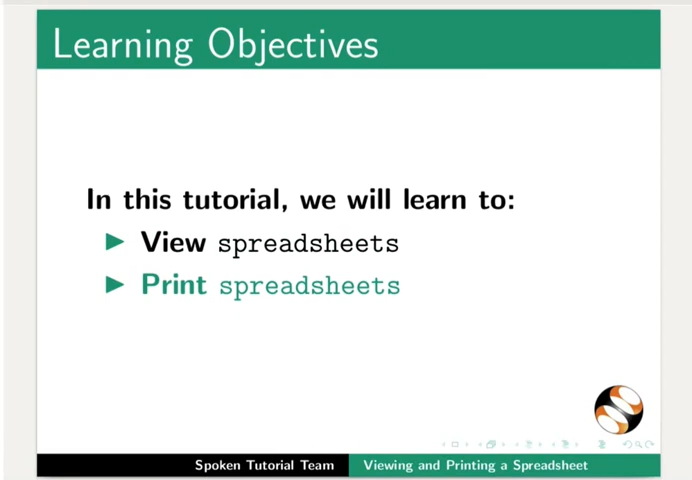 Learning Objectives
In this tutorial, we will learn to:
View spreadsheets
Print spreadsheets
Spoken Tutorial Team
Viewing and Printing a Spreadsheet